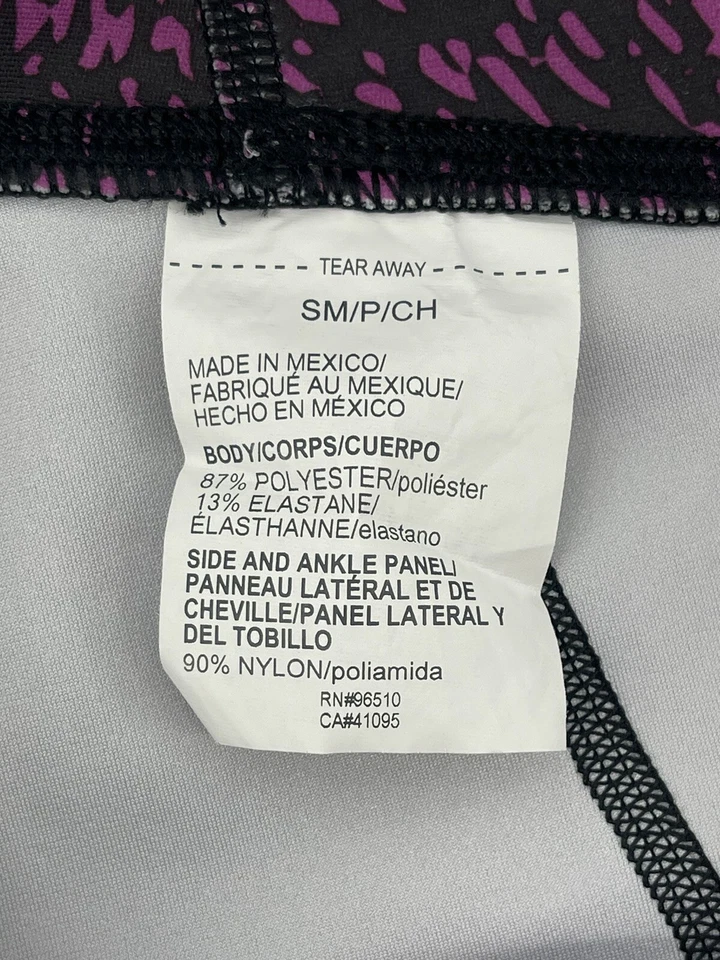 TEAR AWAY
SM/P/CH
MADE IN MEXICO/
FABRIQUÉ AU MEXIQUE/
HECHO EN MÉXICO
BODY/CORPS/CUERPO
87% POLYESTER/poliéster
13% ELASTANE/
ÉLASTHANNE/elastano
SIDE AND ANKLE PANEL/
PANNEAU LATÉRAL ET DE
CHEVILLE/PANEL LATERAL Y
DEL TOBILLO
90% NYLON/poliamida
RN#96510
CA#41095